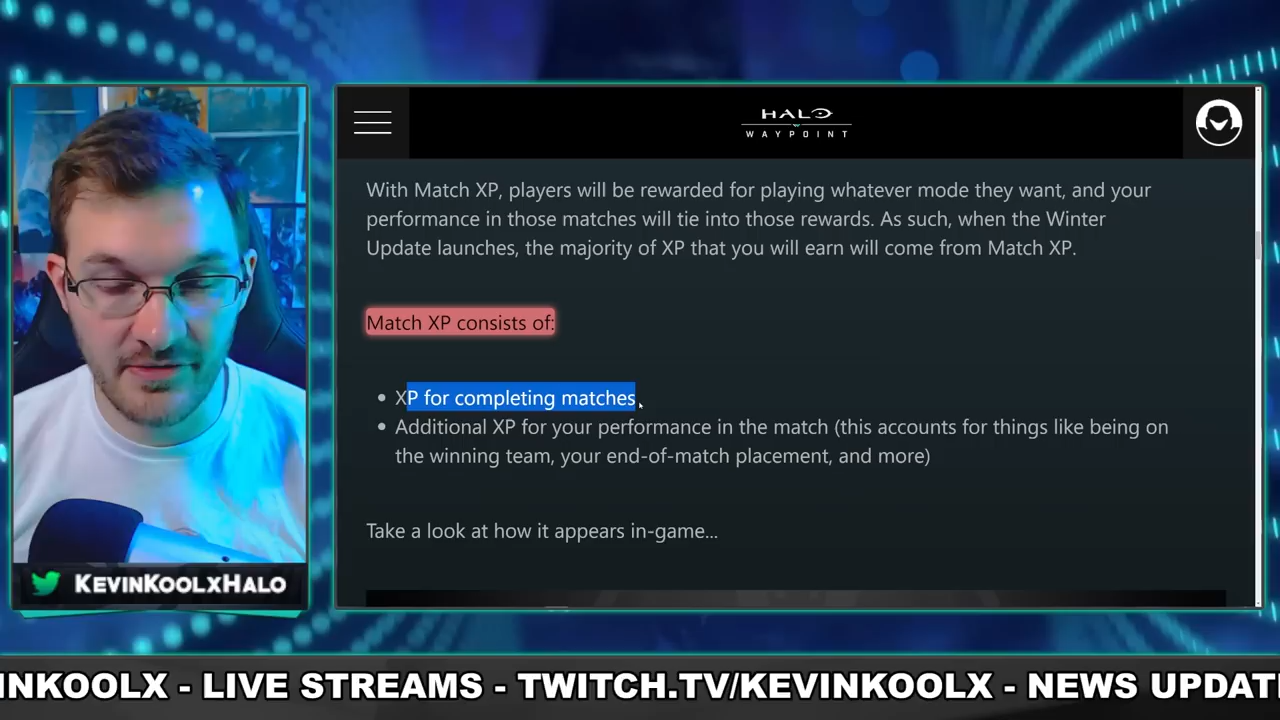 HALO
WAYPOINT
With Match XP, players will be rewarded for playing whatever mode they want, and your
performance in those matches will tie into those rewards. As such, when the Winter
Update launches, the majority of XP that you will earn will come from Match XP.
Match XP consists of:
• XP for completing matches
• Additional XP for your performance in the match (this accounts for things like being on
the winning team, your end-of-match placement, and more)
Take a look at how it appears in-game...
KEVINKOOLXHALO
INKOOLX - LIVE STREAMS - TWITCH.TV/KEVINKOOLX - NEWS UPDAT